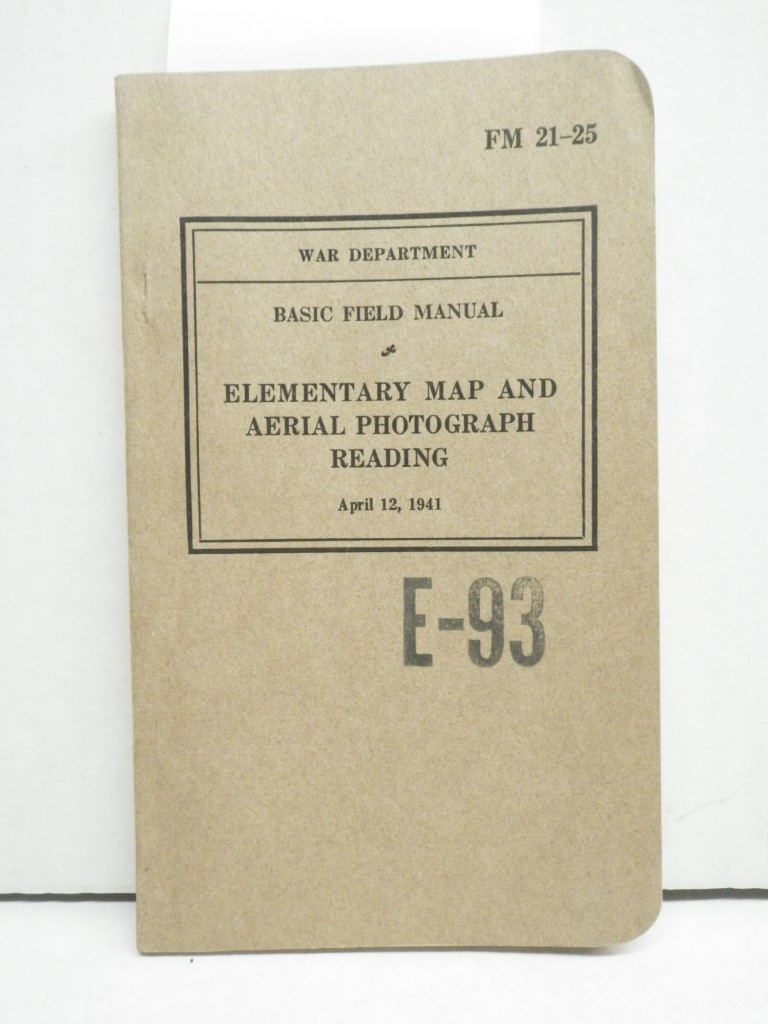 FM 21–25
WAR DEPARTMENT
BASIC FIELD MANUAL
ELEMENTARY MAP AND
AERIAL PHOTOGRAPH
READING
April 12, 1941
E-93